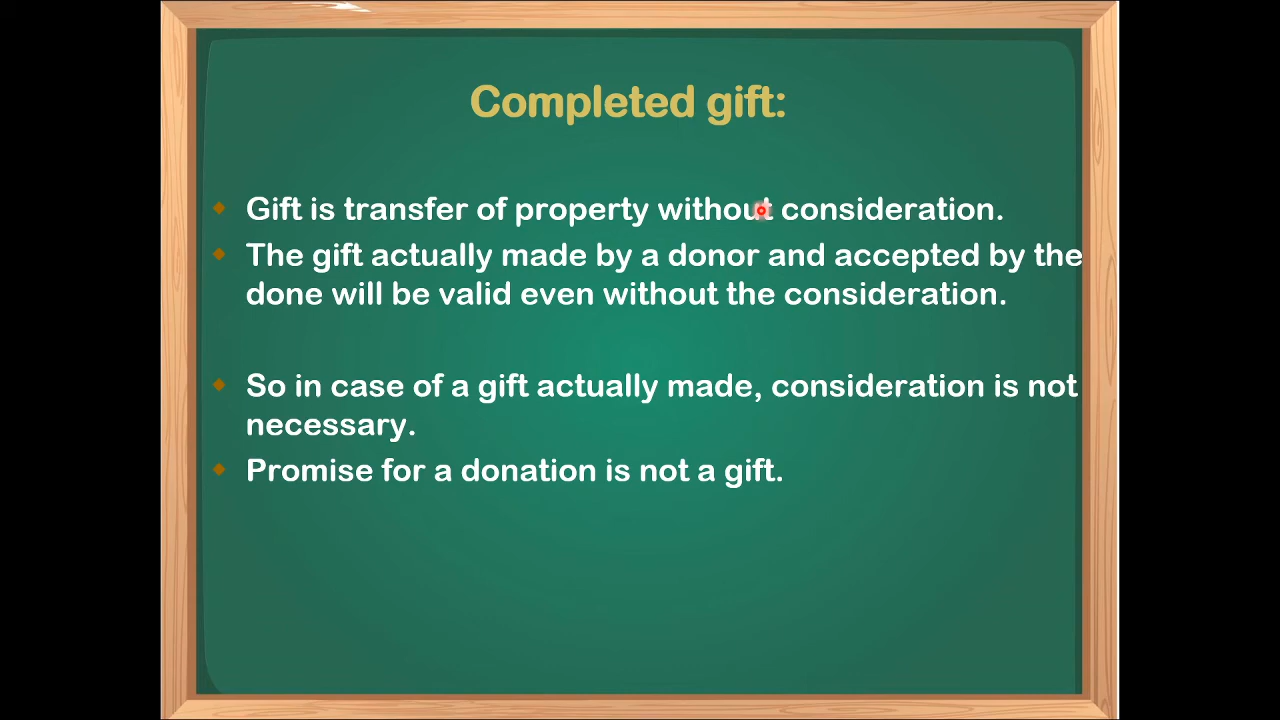 Completed gift:
Gift is transfer of property without consideration.
The gift actually made by a donor and accepted by the
done will be valid even without the consideration.
So in case of a gift actually made, consideration is not
necessary.
Promise for a donation is not a gift.